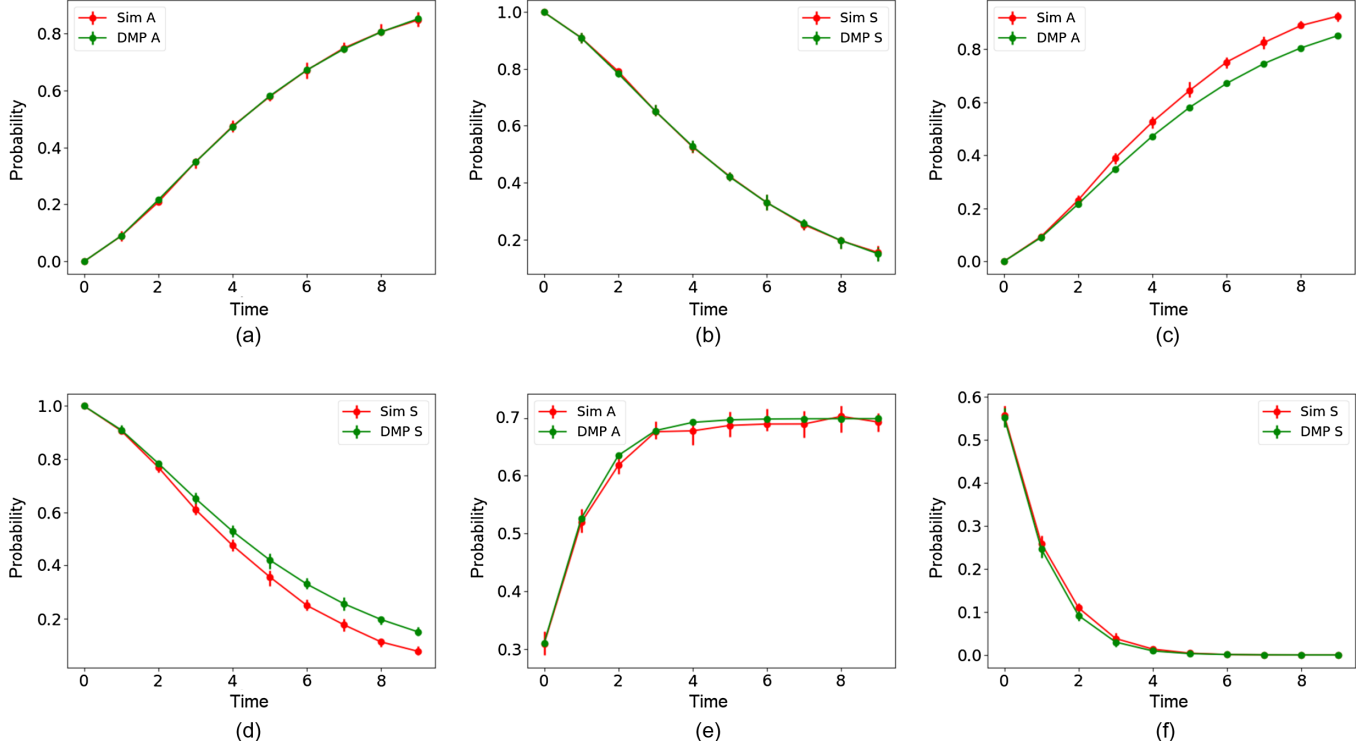 Sim A
DMP A
Probability
0.8
0.6
0.4
0.2
0.0
0 2 4 6 8
Time
(a)
Sim S
DMP S
Probability
1.0
0.8
0.6
0.4
0.2
0 2 4 6 8
Time
(b)
Sim A
DMP A
Probability
0.8
0.6
0.4
0.2
0.0
0 2 4 6 8
Time
(c)
Sim S
DMP S
Probability
1.0
0.8
0.6
0.4
0.2
0 2 4 6 8
Time
(d)
Sim A
DMP A
Probability
0.7
0.6
0.5
0.4
0.3
0 2 4 6 8
Time
(e)
Sim S
DMP S
Probability
0.6
0.5
0.4
0.3
0.2
0.1
0.0
0 2 4 6 8
Time
(f)